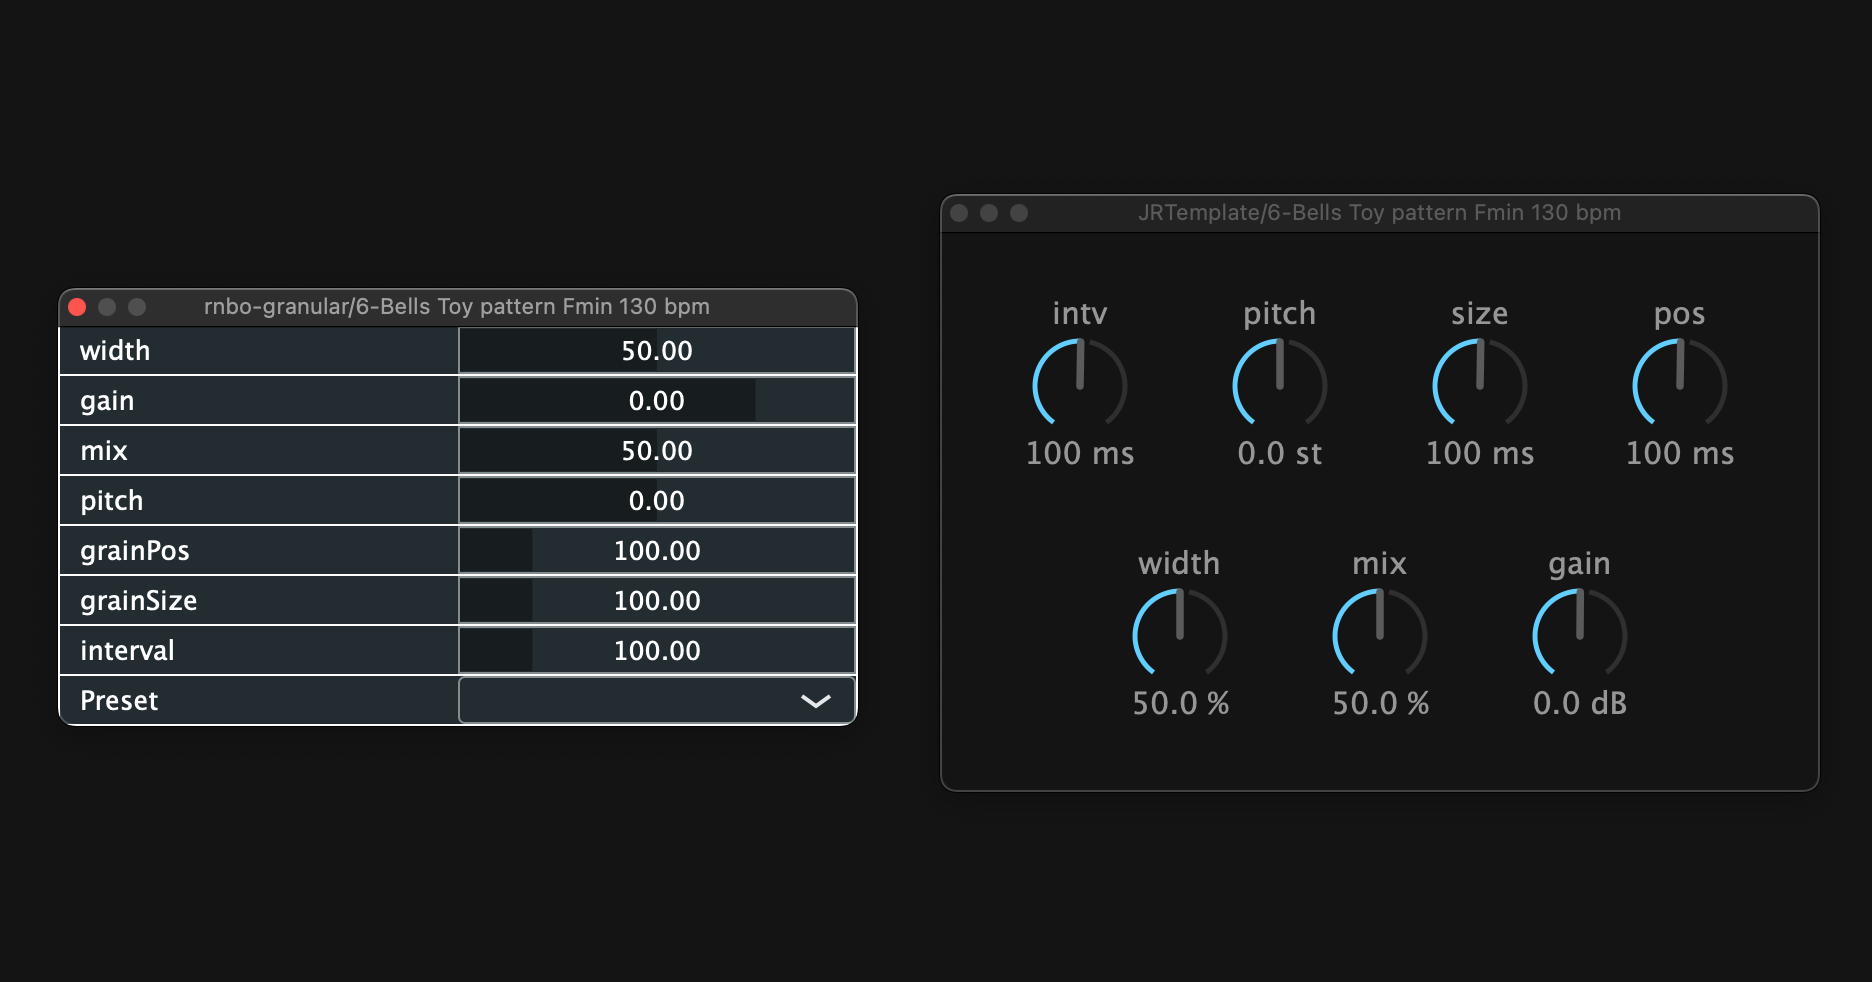 rnbo-granular/6-Bells Toy pattern Fmin 130 bpm
width 50.00
gain 0.00
mix 50.00
pitch 0.00
grainPos 100.00
grainSize 100.00
interval 100.00
Preset
JRTemplate/6-Bells Toy pattern Fmin 130 bpm
intv pitch size pos
100 ms 0.0 st 100 ms 100 ms
width mix gain
50.0 % 50.0 % 0.0 dB